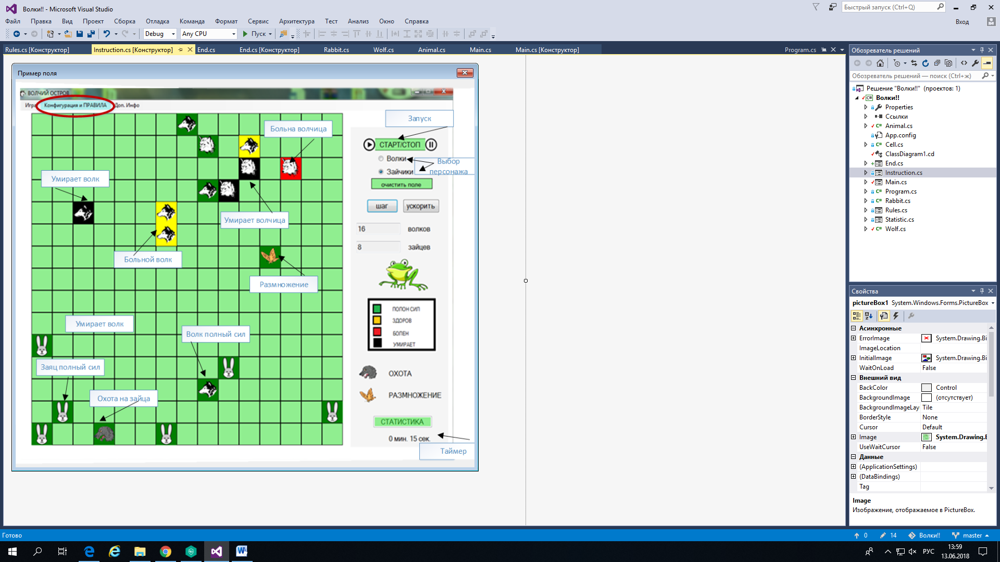 Волки!! - Microsoft Visual Studio
Быстрый запуск (Ctrl+Q)
Файл Правка Вид Проект Сборка Отладка Команда Формат Сервис Архитектура Тест Анализ Окно Справка
Вход
Debug Any CPU Пуск
Rules.cs [Конструктор] Instruction.cs [Конструктор] End.cs End.cs [Конструктор] Rabbit.cs Wolf.cs Animal.cs Main.cs Main.cs [Конструктор] Program.cs
Пример поля
ВОЛЧИЙ ОСТРОВ
Игра Конфигурация и ПРАВИЛА Доп. Инфо
Запуск
Больна волчица
СТАРТ/СТОП
Волки
Выбор
Зайчики
персонажа
Умирает волк
очистить поле
шаг ускорить
Умирает волчица
16 волков
8 зайцев
Больной волк
Размножение
ПОЛОН СИЛ
ЗДОРОВ
БОЛЕН
УМИРАЕТ
Умирает волк
Волк полный сил
Заяц полный сил
ОХОТА
Охота на зайца
РАЗМНОЖЕНИЕ
СТАТИСТИКА
0 мин. 15 сек.
Таймер
Обозреватель решений
Обозреватель решений — поиск (Ctrl+ж)
Решение "Волки!!" (проектов: 1)
Волки!!
Properties
Ссылки
Animal.cs
App.config
Cell.cs
ClassDiagram1.cd
End.cs
Instruction.cs
Main.cs
Program.cs
Rabbit.cs
Rules.cs
Statistic.cs
Wolf.cs
Свойства
pictureBox1 System.Windows.Forms.PictureBox
Асинхронные
ErrorImage System.Drawing.Bi
ImageLocation
InitialImage System.Drawing.Bi
WaitOnLoad False
Внешний вид
BackColor Control
BackgroundImage (отсутствует)
BackgroundImageLay Tile
BorderStyle None
Cursor Default
Image System.Drawing.B
UseWaitCursor False
Данные
(ApplicationSettings)
(DataBindings)
Tag
Image
Изображение, отображаемое в PictureBox.
Готово
0 14 Волки!! master
РУС
13:59
13.06.2018